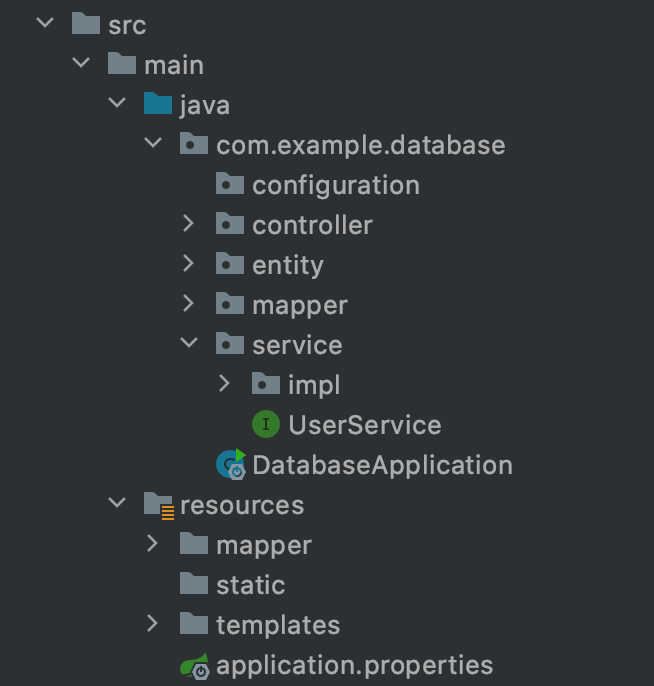 src
main
java
com.example.database
configuration
controller
entity
mapper
service
impl
I UserService
DatabaseApplication
resources
mapper
static
templates
application.properties